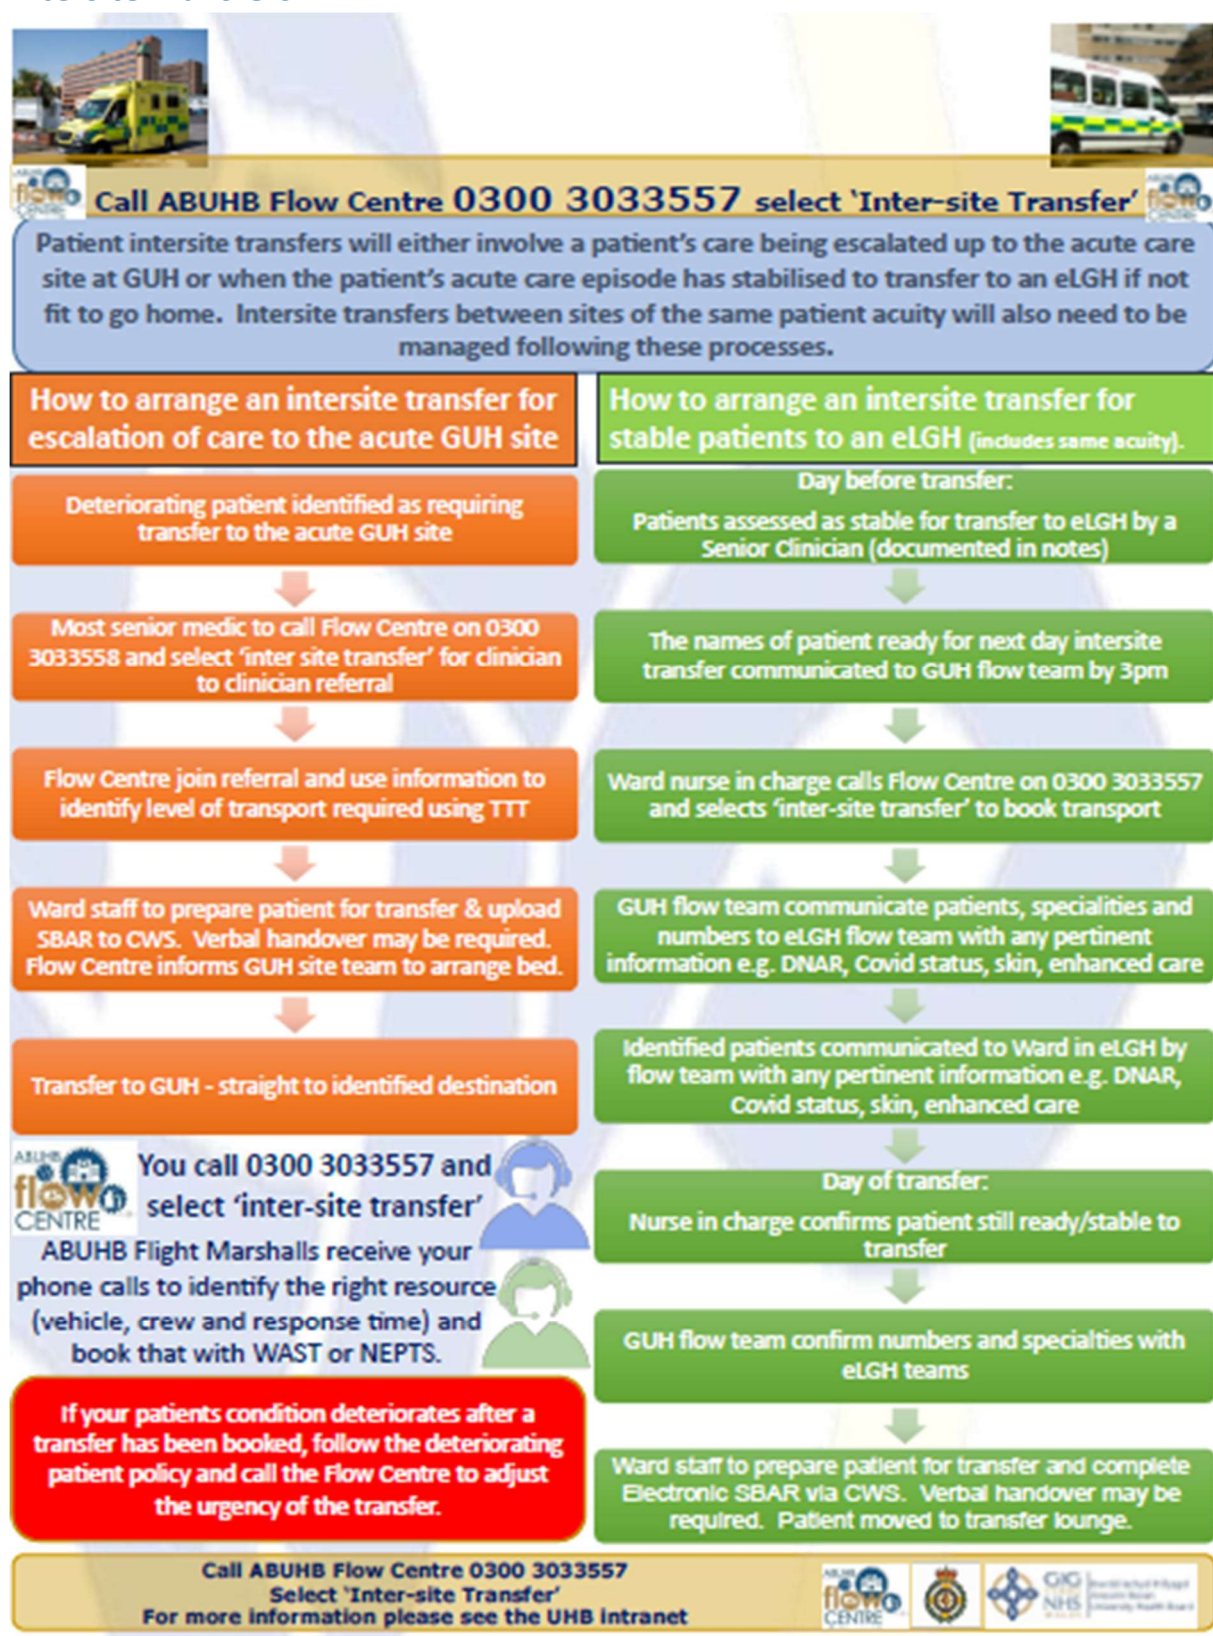 Call ABUHB Flow Centre 0300 3033557 select ‘Inter-site Transfer’
Patient intersite transfers will either involve a patient’s care being escalated up to the acute care
site at GUH or when the patient’s acute care episode has stabilised to transfer to an eLGH if not
fit to go home. Intersite transfers between sites of the same patient acuity will also need to be
managed following these processes.
How to arrange an intersite transfer for
escalation of care to the acute GUH site
Deteriorating patient identified as requiring
transfer to the acute GUH site
Most senior medic to call Flow Centre on 0300
3033558 and select ‘inter site transfer’ for clinician
to clinician referral
Flow Centre join referral and use information to
identify level of transport required using TTT
Ward staff to prepare patient for transfer & upload
SBAR to CWS. Verbal handover may be required.
Flow Centre informs GUH site team to arrange bed.
Transfer to GUH - straight to identified destination
ABUHB
flow
CENTRE
You call 0300 3033557 and
select ‘inter-site transfer’
ABUHB Flight Marshalls receive your
phone calls to identify the right resource
(vehicle, crew and response time) and
book that with WAST or NEPTS.
If your patients condition deteriorates after a
transfer has been booked, follow the deteriorating
patient policy and call the Flow Centre to adjust
the urgency of the transfer.
How to arrange an intersite transfer for
stable patients to an eLGH (includes same acuity).
Day before transfer:
Patients assessed as stable for transfer to eLGH by a
Senior Clinician (documented in notes)
The names of patient ready for next day intersite
transfer communicated to GUH flow team by 3pm
Ward nurse in charge calls Flow Centre on 0300 3033557
and selects ‘inter-site transfer’ to book transport
GUH flow team communicate patients, specialities and
numbers to eLGH flow team with any pertinent
information e.g. DNAR, Covid status, skin, enhanced care
Identified patients communicated to Ward in eLGH by
flow team with any pertinent information e.g. DNAR,
Covid status, skin, enhanced care
Day of transfer:
Nurse in charge confirms patient still ready/stable to
transfer
GUH flow team confirm numbers and specialties with
eLGH teams
Ward staff to prepare patient for transfer and complete
Electronic SBAR via CWS. Verbal handover may be
required. Patient moved to transfer lounge.
Call ABUHB Flow Centre 0300 3033557
Select ‘Inter-site Transfer’
For more information please see the UHB intranet
ABUHB
flow
CENTRE
GIG
NHS